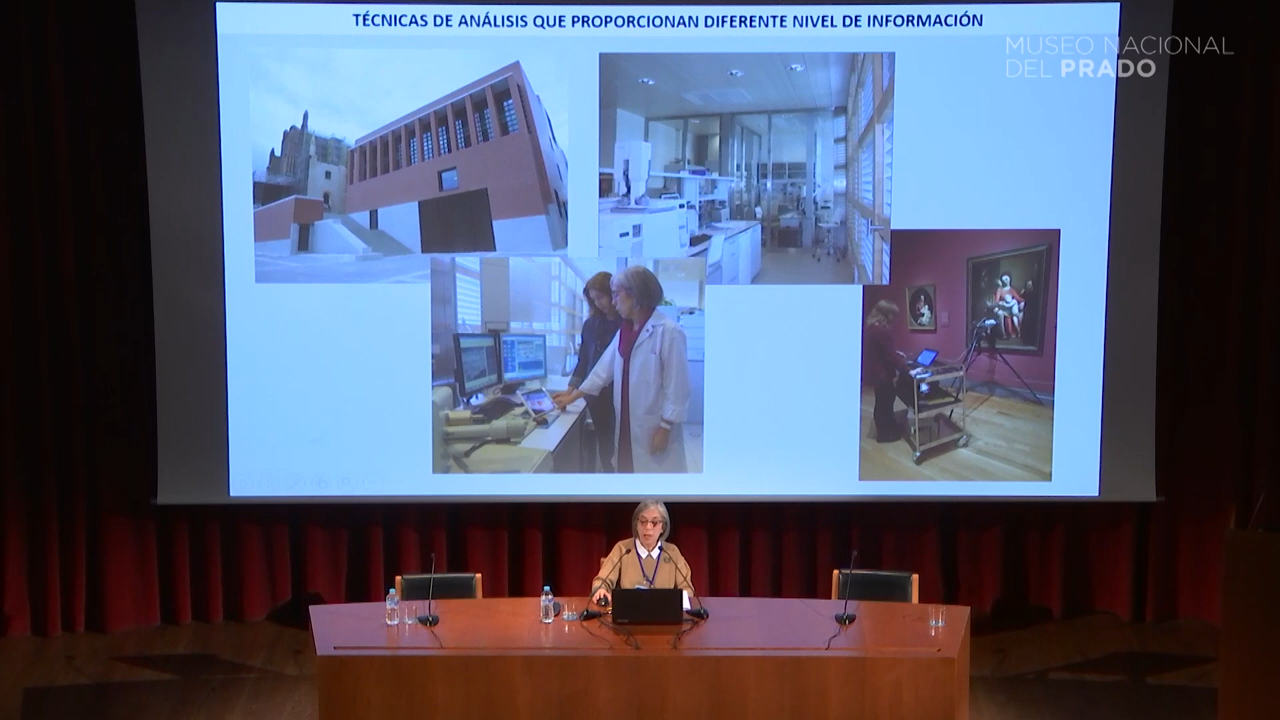 TÉCNICAS DE ANÁLISIS QUE PROPORCIONAN DIFERENTE NIVEL DE INFORMACIÓN
MUSEO NACIONAL
DEL PRADO